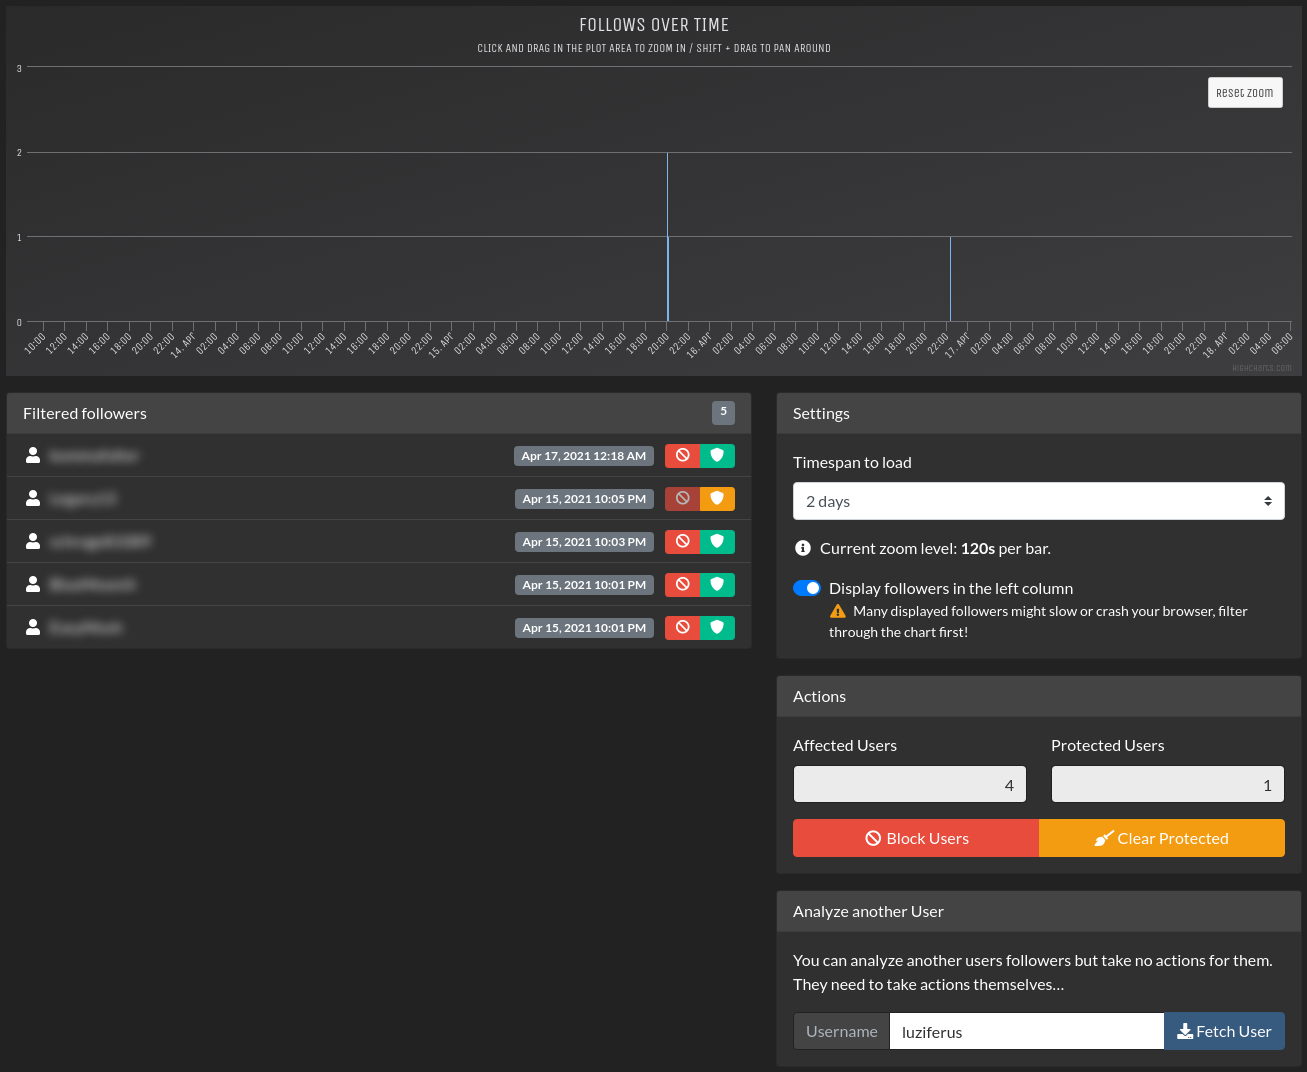 FOLLOWS OVER TIME
CLICK AND DRAG IN THE PLOT AREA TO ZOOM IN / SHIFT + DRAG TO PAN AROUND
3
Reset zoom
2
1
0
10:00 12:00 14:00 16:00 18:00 20:00 22:00 14. Apr 02:00 04:00 06:00 08:00 10:00 12:00 14:00 16:00 18:00 20:00 22:00 15. Apr 02:00 04:00 06:00 08:00 10:00 12:00 14:00 16:00 18:00 20:00 22:00 16. Apr 02:00 04:00 06:00 08:00 10:00 12:00 14:00 16:00 18:00 20:00 22:00 17. Apr 02:00 04:00 06:00 08:00 10:00 12:00 14:00 16:00 18:00 20:00 22:00 18. Apr 02:00 04:00 06:00
Highcharts.com
Filtered followers 5
Apr 17, 2021 12:18 AM
Apr 15, 2021 10:05 PM
Apr 15, 2021 10:03 PM
Apr 15, 2021 10:01 PM
Apr 15, 2021 10:01 PM
Settings
Timespan to load
2 days
Current zoom level: 120s per bar.
Display followers in the left column
Many displayed followers might slow or crash your browser, filter
through the chart first!
Actions
Affected Users Protected Users
4 1
Block Users Clear Protected
Analyze another User
You can analyze another users followers but take no actions for them.
They need to take actions themselves...
Username luziferus Fetch User